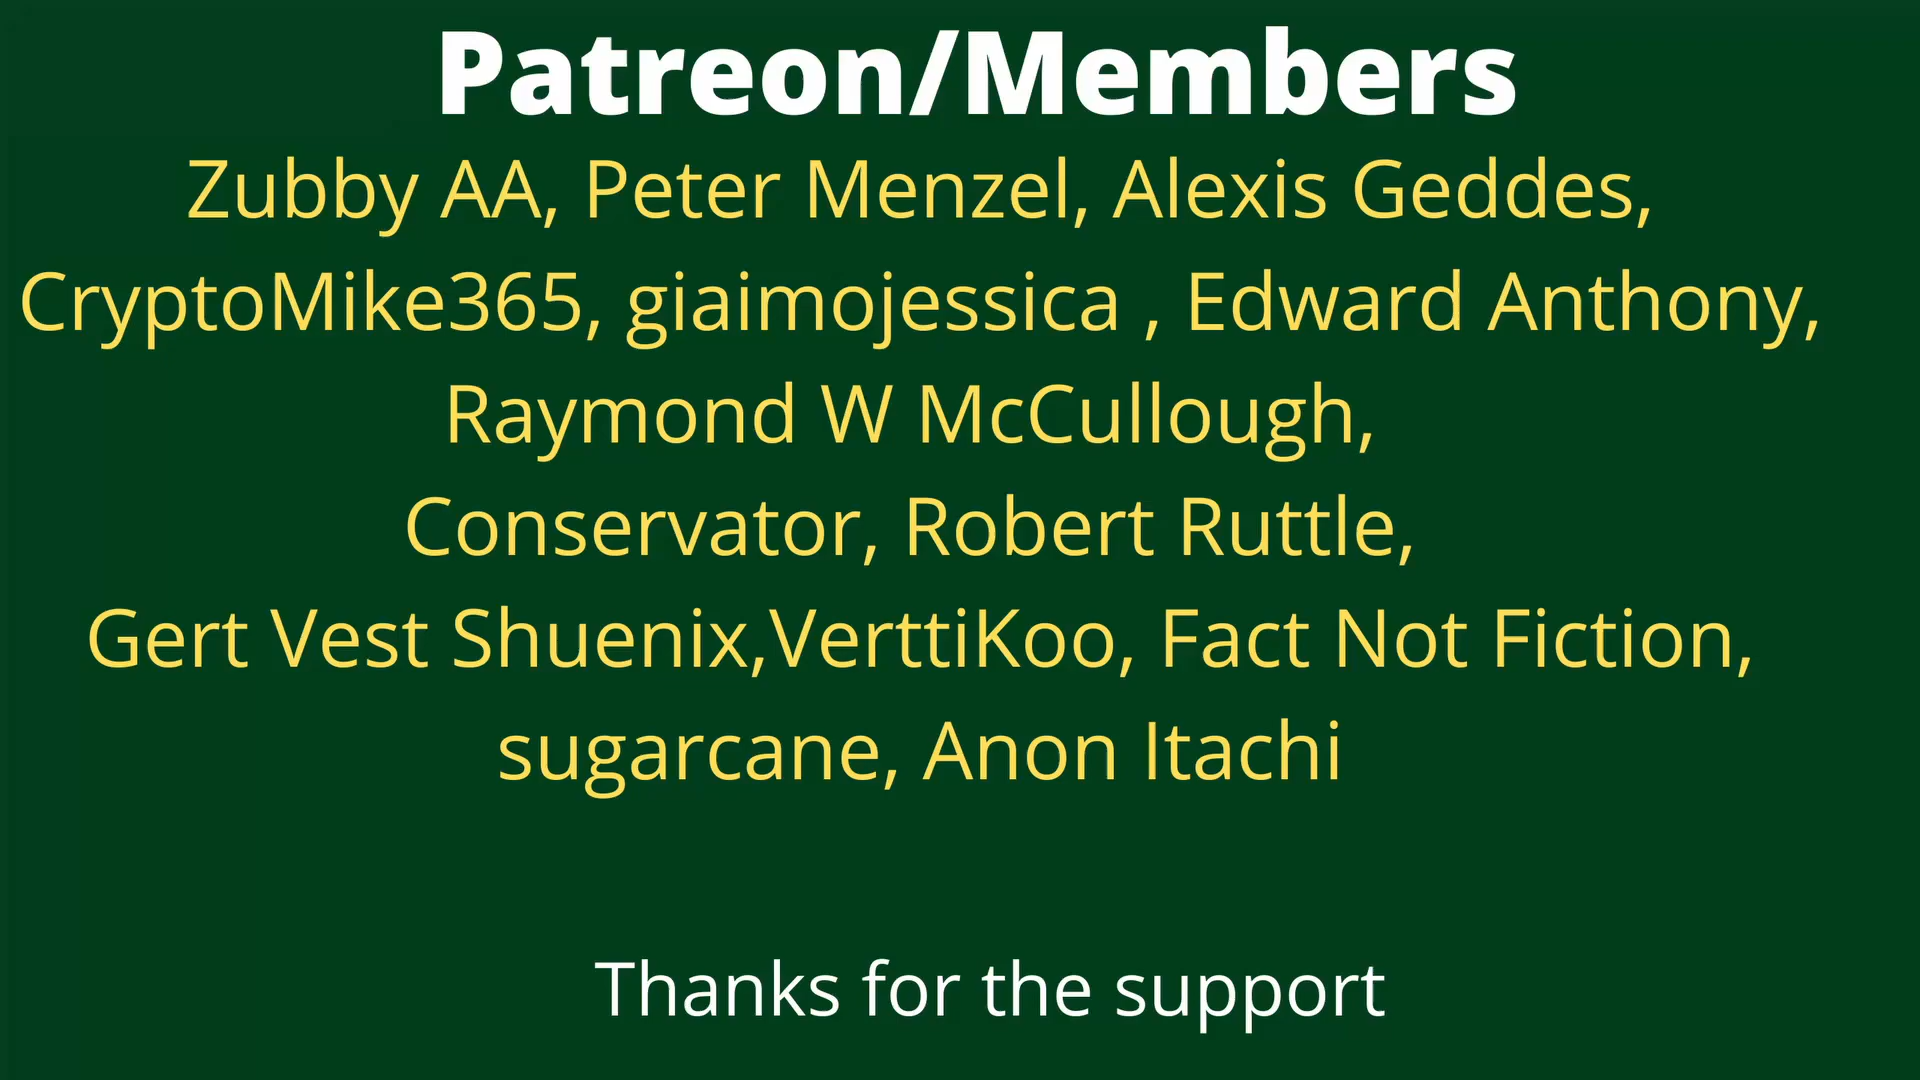 Patreon/Members
Zubby AA, Peter Menzel, Alexis Geddes,
CryptoMike365, giaimojessica , Edward Anthony,
Raymond W McCullough,
Conservator, Robert Ruttle,
Gert Vest Shuenix,VerttiKoo, Fact Not Fiction,
sugarcane, Anon Itachi
Thanks for the support